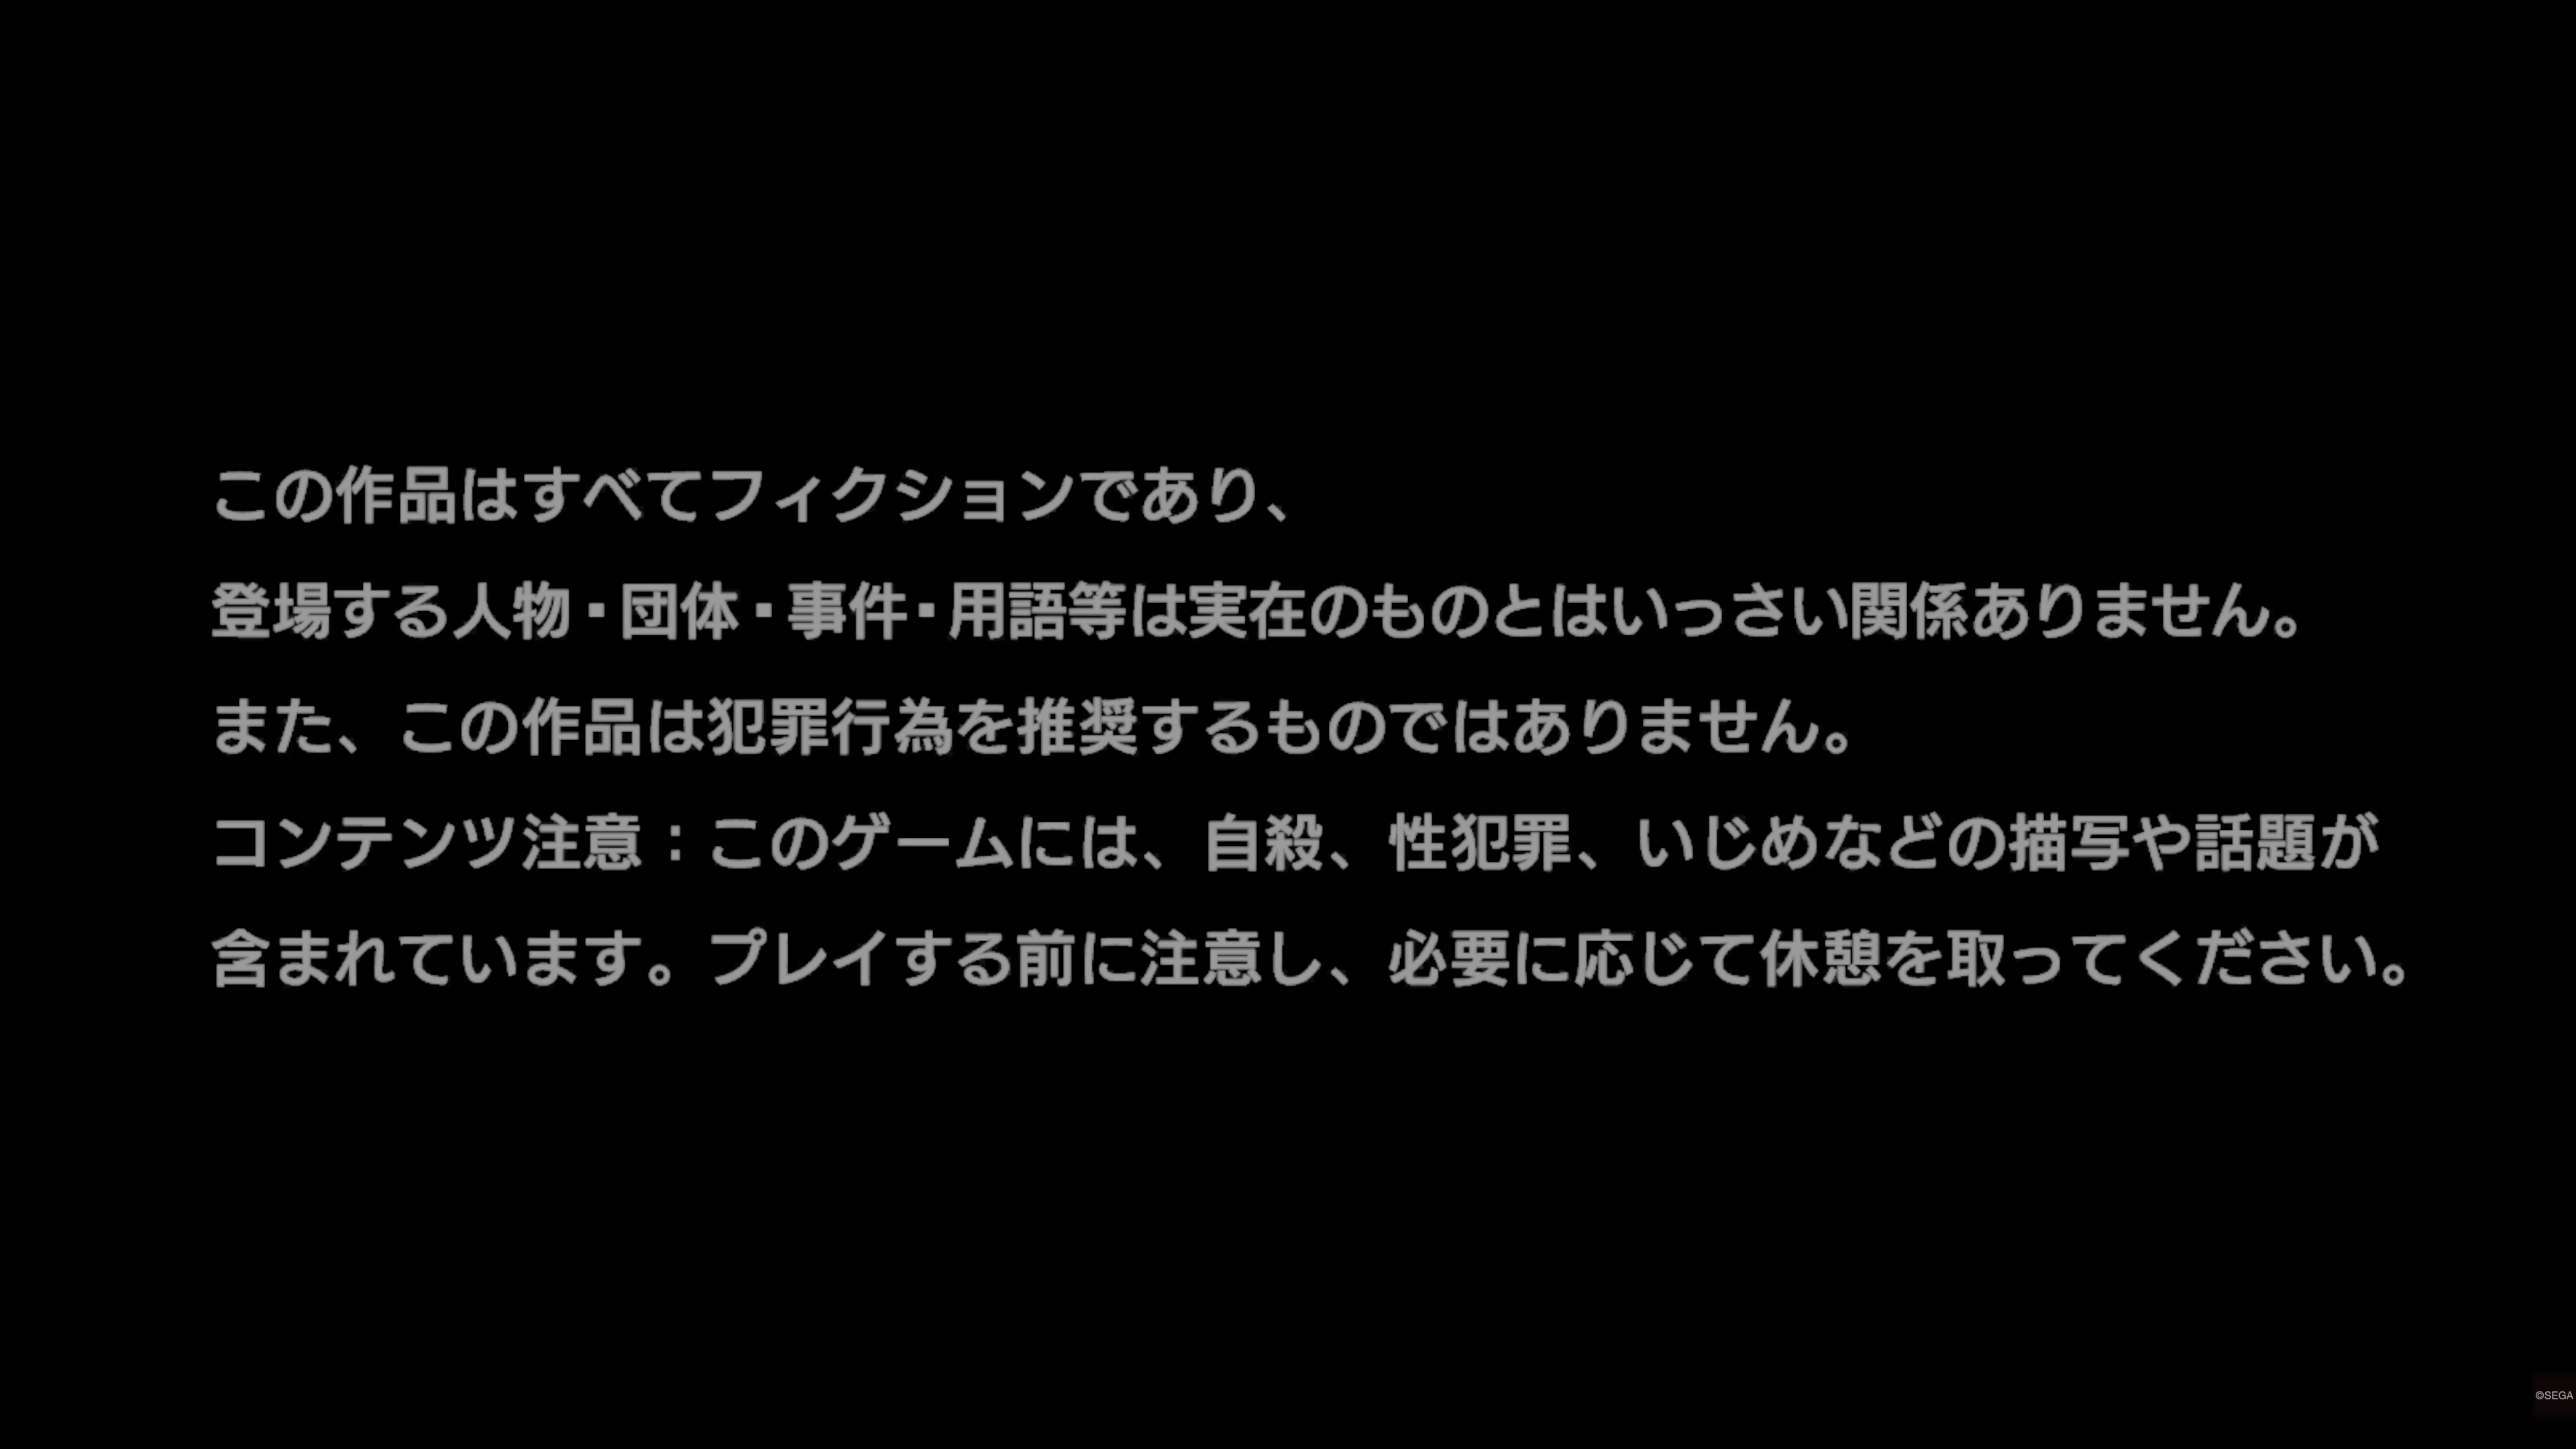 この作品はすべてフィクションであり、
登場する人物・団体・事件・用語等は実在のものとはいっさい関係ありません。
また、この作品は犯罪行為を推奨するものではありません。
コンテンツ注意：このゲームには、自殺、性犯罪、いじめなどの描写や話題が
含まれています。プレイする前に注意し、必要に応じて休憩を取ってください。
©SEGA